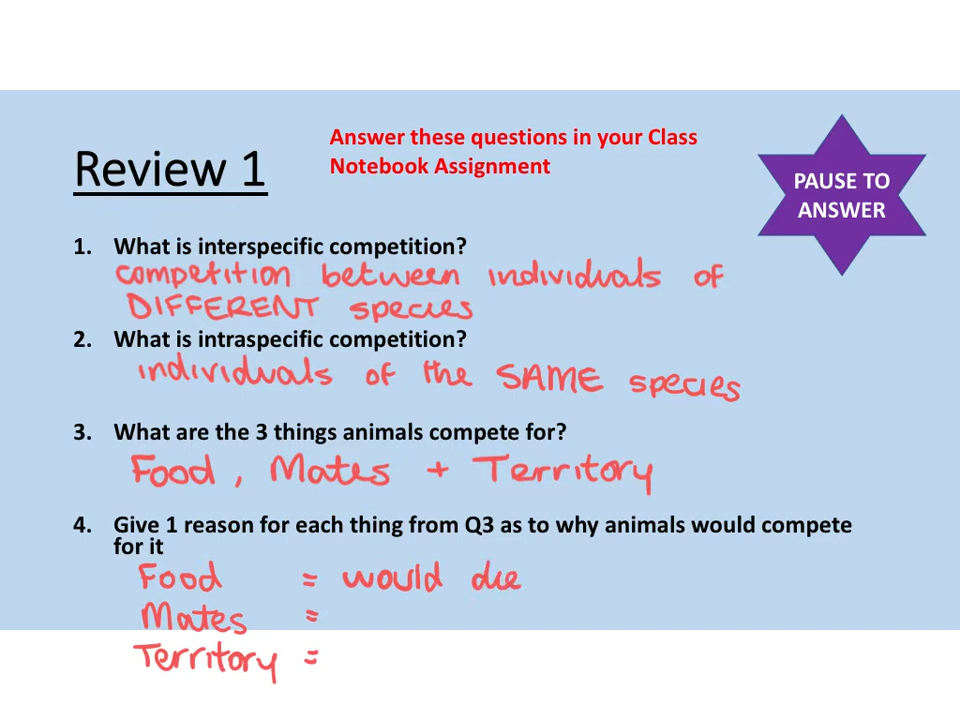 Answer these questions in your Class
Notebook Assignment
Review 1
PAUSE TO
ANSWER
1. What is interspecific competition?
competition between individuals of
DIFFERENT species
2. What is intraspecific competition?
individuals of the SAME species
3. What are the 3 things animals compete for?
Food, Mates + Territory
4. Give 1 reason for each thing from Q3 as to why animals would compete
for it
Food = would die
Mates =
Territory =